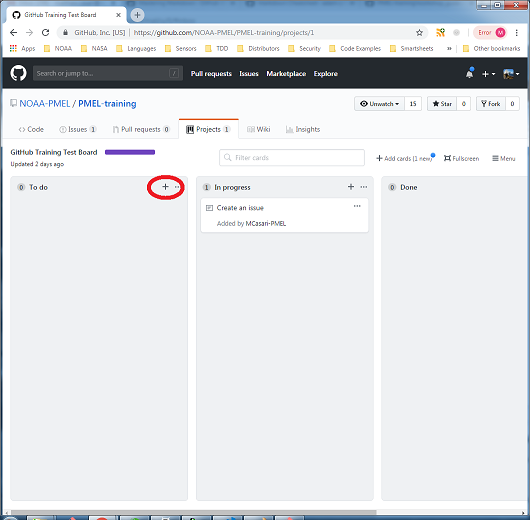 GitHub Training Test Board
GitHub, Inc. [US] | https://github.com/NOAA-PMEL/PMEL-training/projects/1
Error M
Apps NOAA NASA Languages Sensors TDD Distributors Security Code Examples Smartsheets » Other bookmarks
Search or jump to... /
Pull requests Issues Marketplace Explore
NOAA-PMEL / PMEL-training
Unwatch 15 Star 0 Fork 0
Code Issues 1 Pull requests 0 Projects 1 Wiki Insights
GitHub Training Test Board
Updated 2 days ago
Filter cards
Add cards (1 new) Fullscreen Menu
0 To do
1 In progress
0 Done
Create an issue
Added by MCasari-PMEL